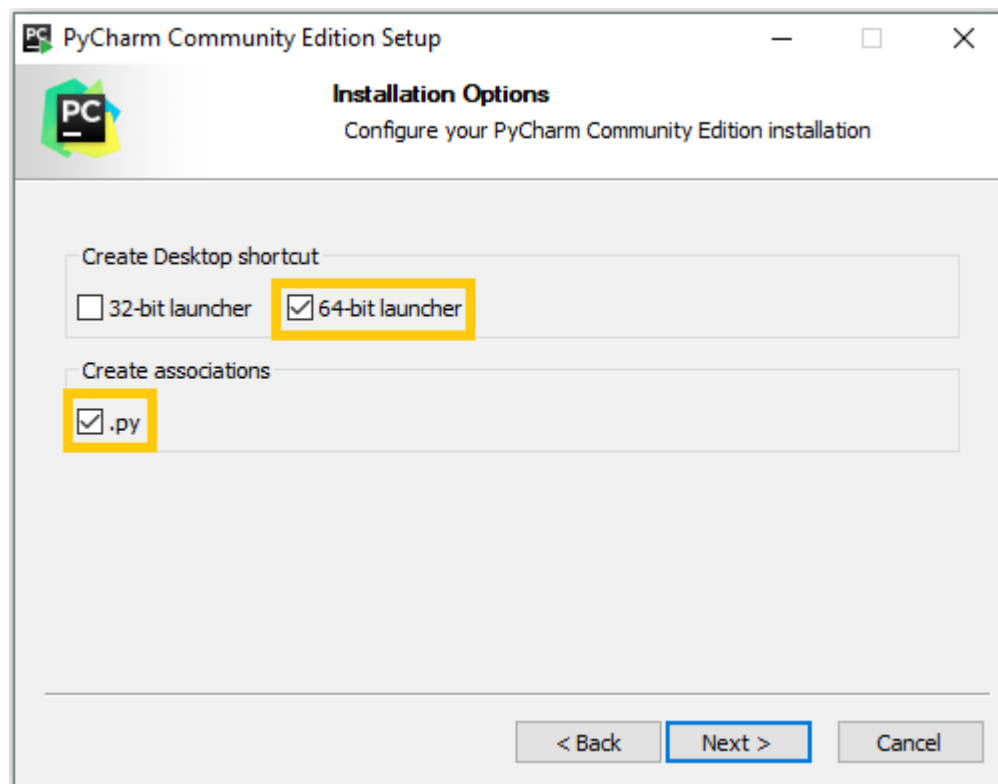 PyCharm Community Edition Setup
PC
Installation Options
Configure your PyCharm Community Edition installation
Create Desktop shortcut
32-bit launcher 64-bit launcher
Create associations
.py
< Back Next > Cancel